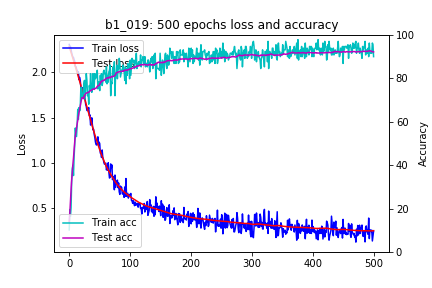 b1_019: 500 epochs loss and accuracy
Train loss
Test loss
Train acc
Test acc
Loss
2.0
1.5
1.0
0.5
Accuracy
100
80
60
40
20
0
0
100
200
300
400
500